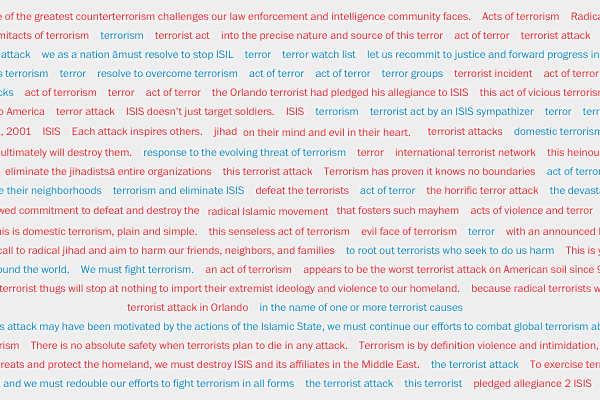 e of the greatest counterterrorism challenges our law enforcement and intelligence community faces. Acts of terrorism Radica
mitacts of terrorism terrorism terrorist act into the precise nature and source of this terror act of terror terrorist attack
attack we as a nation âmust resolve to stop ISIL terror terror watch list let us recommit to justice and forward progress in
s terrorism terror resolve to overcome terrorism act of terror act of terror terror groups terrorist incident act of terror
cks act of terrorism terror act of terror the Orlando terrorist had pledged his allegiance to ISIS this act of vicious terrorism
o America terror attack ISIS doesn't just target soldiers. ISIS terrorism terrorist act by an ISIS sympathizer terror terr
, 2001 ISIS Each attack inspires others. jihad on their mind and evil in their heart. terrorist attacks domestic terrorism
ultimately will destroy them. response to the evolving threat of terrorism terror international terrorist network this heinou
eliminate the jihadistsâ entire organizations this terrorist attack Terrorism has proven it knows no boundaries act of terro
e their neighborhoods terrorism and eliminate ISIS defeat the terrorists act of terror the horrific terror attack the devasta
wed commitment to defeat and destroy the radical Islamic movement that fosters such mayhem acts of violence and terror
his is domestic terrorism, plain and simple. this senseless act of terrorism evil face of terrorism terror with an announced
call to radical jihad and aim to harm our friends, neighbors, and families to root out terrorists who seek to do us harm This is y
ound the world. We must fight terrorism. an act of terrorism appears to be the worst terrorist attack on American soil since 9
terrorist thugs will stop at nothing to import their extremist ideology and violence to our homeland. because radical terrorists w
terrorist attack in Orlando in the name of one or more terrorist causes
s attack may have been motivated by the actions of the Islamic State, we must continue our efforts to combat global terrorism ab
rism There is no absolute safety when terrorists plan to die in any attack. Terrorism is by definition violence and intimidation,
reats and protect the homeland, we must destroy ISIS and its affiliates in the Middle East. the terrorist attack To exercise terr
and we must redouble our efforts to fight terrorism in all forms the terrorist attack this terrorist pledged allegiance 2 ISIS